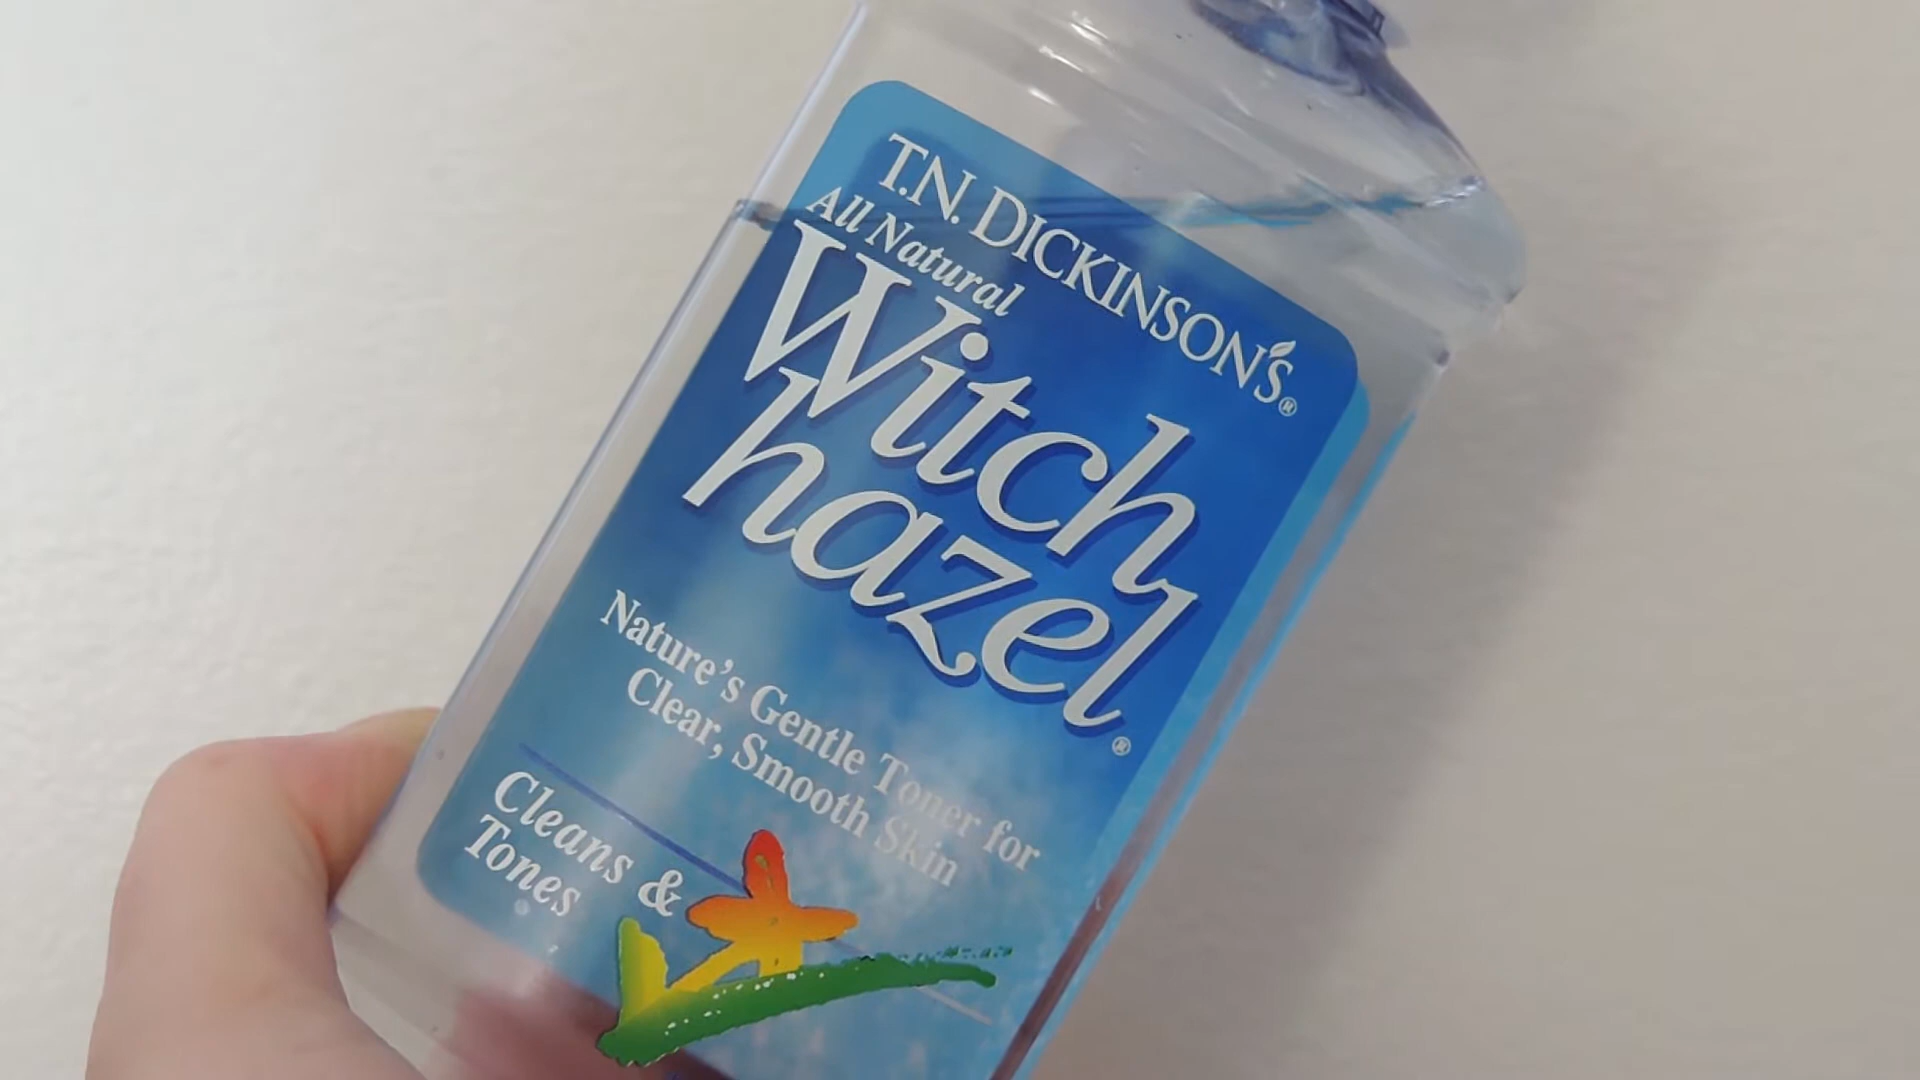 T.N. DICKINSON'S®
All Natural
Witch
hazel®
Nature's Gentle Toner for
Clear, Smooth Skin
Cleans &
Tones